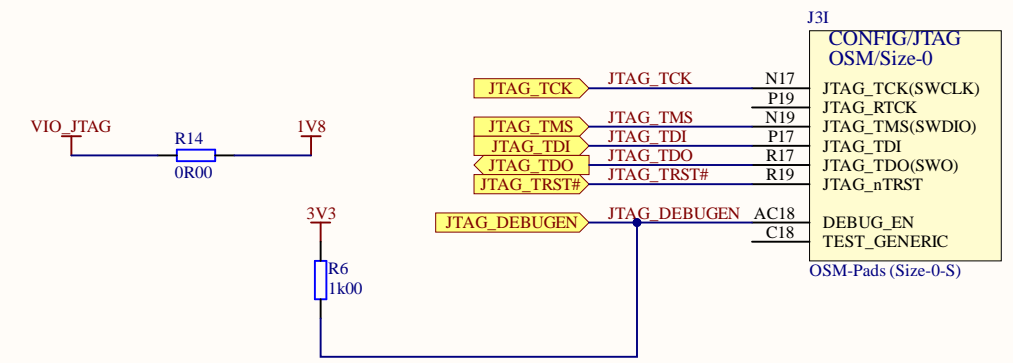 J3I
CONFIG/JTAG
OSM/Size-0
JTAG_TCK JTAG_TCK N17 JTAG_TCK(SWCLK)
P19 JTAG_RTCK
JTAG_TMS JTAG_TMS N19 JTAG_TMS(SWDIO)
JTAG_TDI JTAG_TDI P17 JTAG_TDI
JTAG_TDO JTAG_TDO R17 JTAG_TDO(SWO)
JTAG_TRST# JTAG_TRST# R19 JTAG_nTRST
JTAG_DEBUGEN JTAG_DEBUGEN AC18 DEBUG_EN
C18 TEST_GENERIC
OSM-Pads (Size-0-S)
VIO_JTAG
R14
0R00
1V8
3V3
R6
1k00